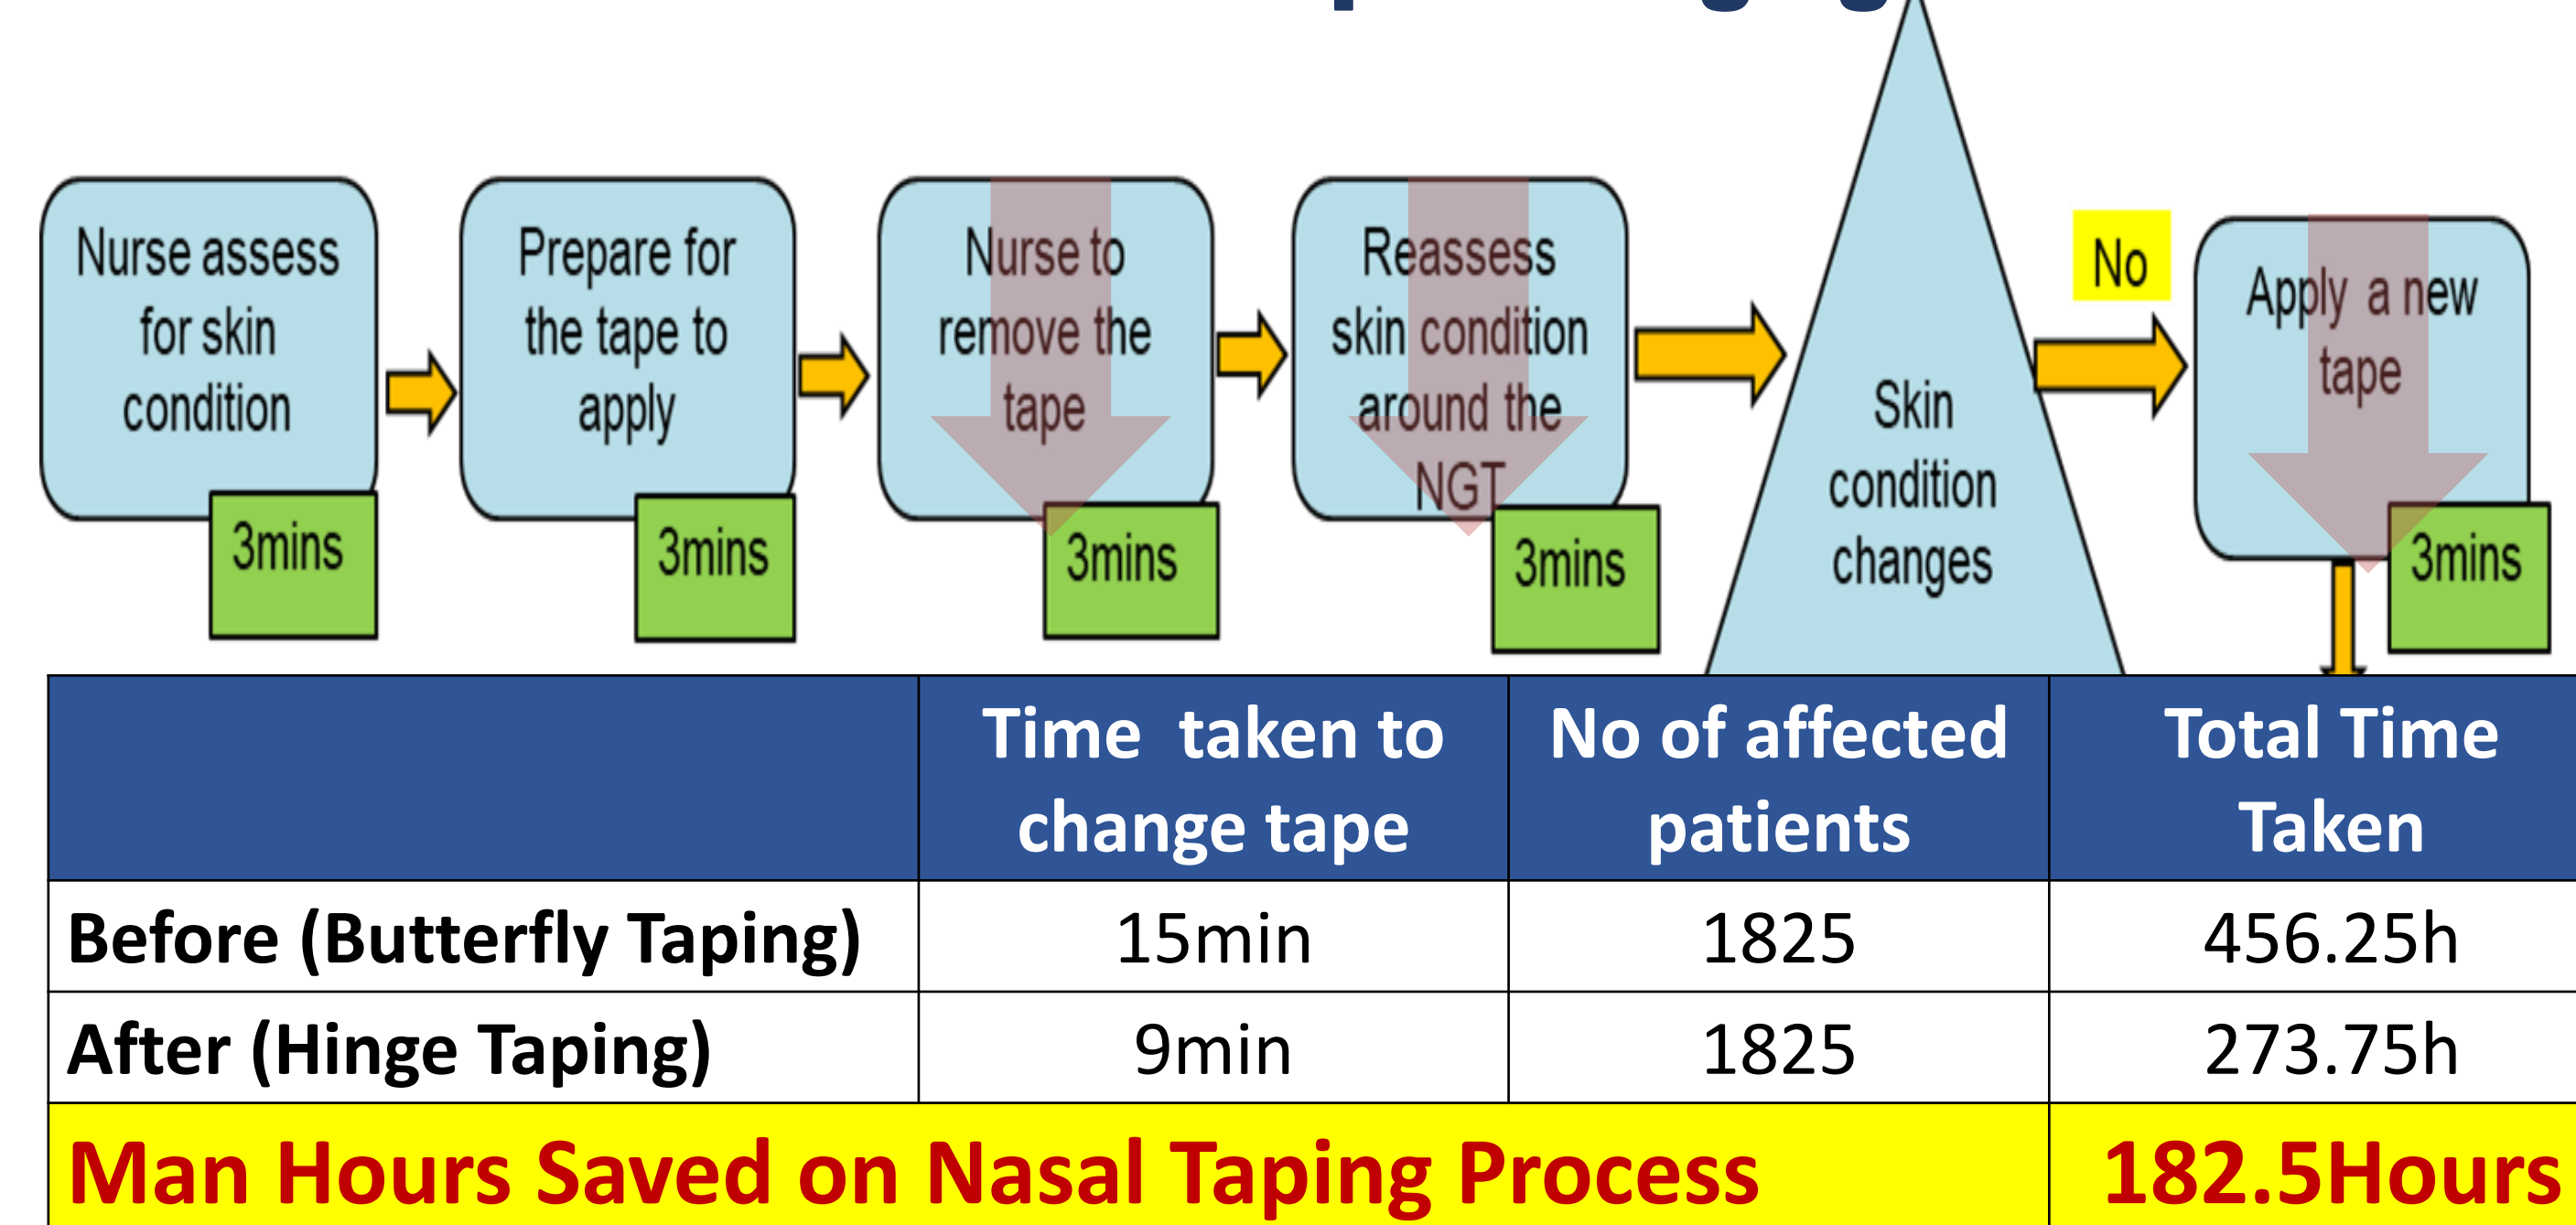 Nurse assess
for skin
condition
3mins
Prepare for
the tape to
apply
3mins
Nurse to
remove the
tape
3mins
Reassess
skin condition
around the
NGT
3mins
Skin
condition
changes
No
Apply a new
tape
3mins
Time taken to
change tape
No of affected
patients
Total Time
Taken
Before (Butterfly Taping) 15min 1825 456.25h
After (Hinge Taping) 9min 1825 273.75h
Man Hours Saved on Nasal Taping Process 182.5Hours